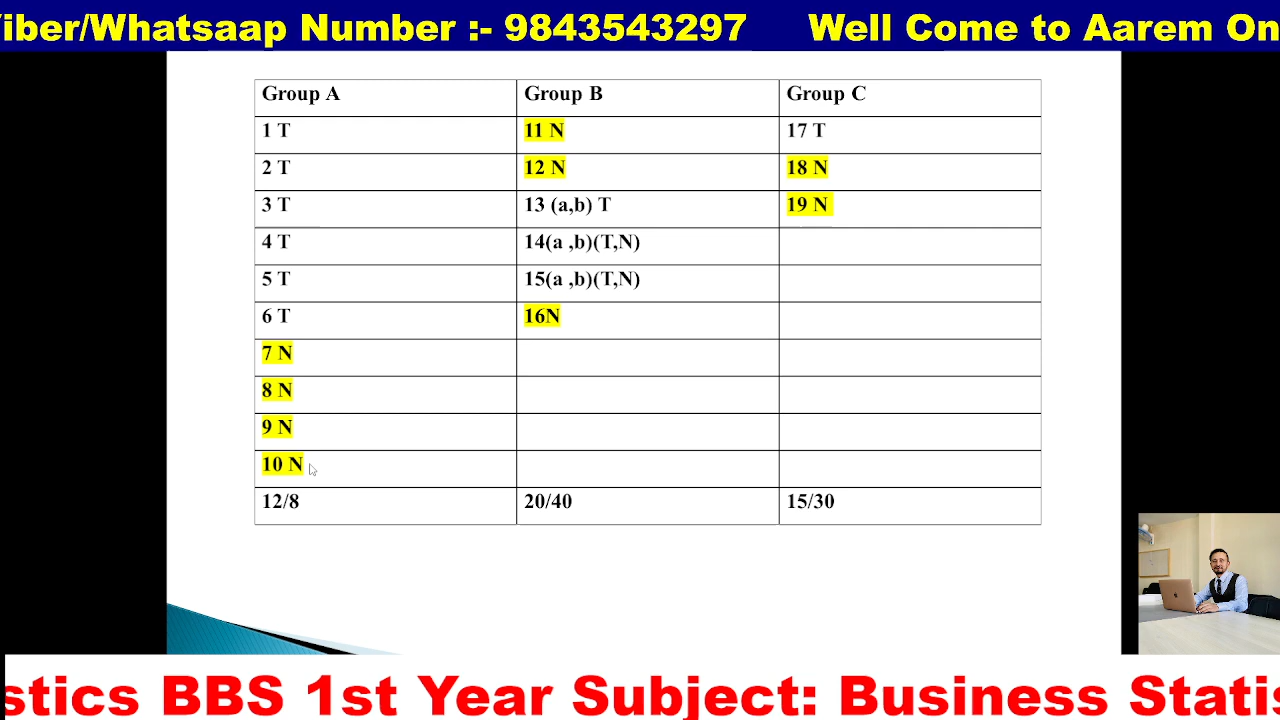 iber/Whatsaap Number :- 9843543297 Well Come to Aarem On
Group A Group B Group C
1 T 11 N 17 T
2 T 12 N 18 N
3 T 13 (a,b) T 19 N
4 T 14(a ,b)(T,N)
5 T 15(a ,b)(T,N)
6 T 16N
7 N
8 N
9 N
10 N
12/8 20/40 15/30
stics BBS 1st Year Subject: Business Statis